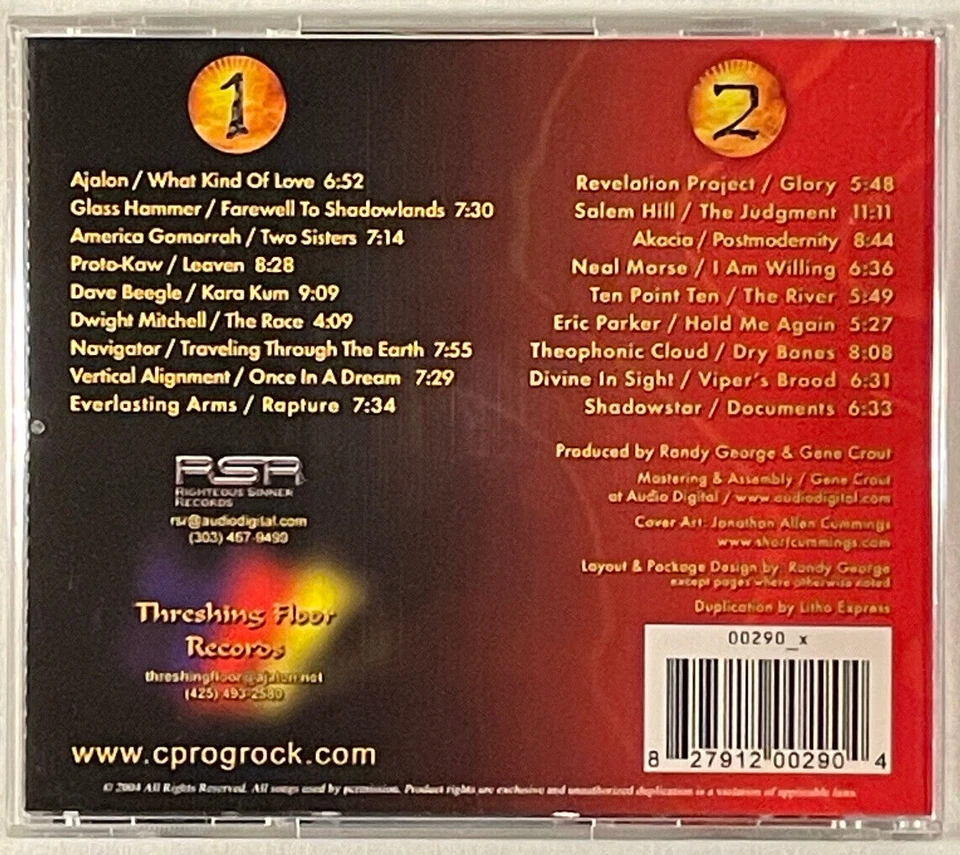 1
Ajalon / What Kind Of Love 6:52
Glass Hammer / Farewell To Shadowlands 7:30
America Gomorrah / Two Sisters 7:14
Proto-Kaw / Leaven 8:28
Dave Beegle / Kara Kum 9:09
Dwight Mitchell / The Race 4:09
Navigator / Traveling Through The Earth 7:55
Vertical Alignment / Once In A Dream 7:29
Everlasting Arms / Rapture 7:34
RSR
RIGHTEOUS SINNER
RECORDS
rsr@audiodigital.com
(303) 467-9499
Threshing Floor
Records
threshingfloor@ajalon.net
(425) 493-2580
www.cprogrock.com
2
Revelation Project / Glory 5:48
Salem Hill / The Judgment 11:11
Akacia / Postmodernity 8:44
Neal Morse / I Am Willing 6:36
Ten Point Ten / The River 5:49
Eric Parker / Hold Me Again 5:27
Theophonic Cloud / Dry Bones 8:08
Divine In Sight / Viper's Brood 6:31
Shadowstar / Documents 6:33
Produced by Randy George & Gene Crout
Mastering & Assembly / Gene Crout
at Audio Digital / www.audiodigital.com
Cover Art: Jonathan Allen Cummings
Layout & Package Design by: Randy George
except pages where otherwise noted
Duplication by Litho Express
00290_x
8 27912 00290 4
© 2004 All Rights Reserved. All songs used by permission. Product rights are exclusive and unauthorized duplication is a violation of applicable laws.